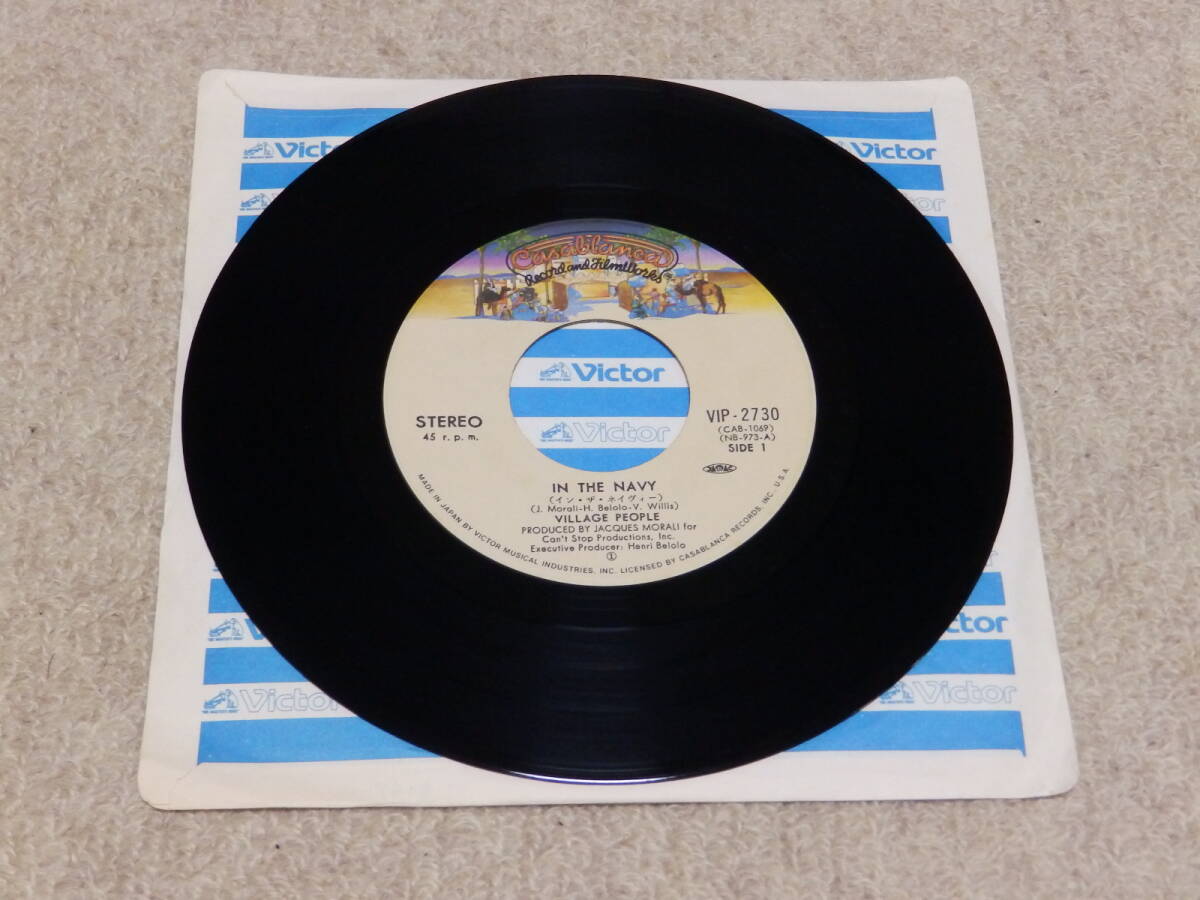 Victor
Victor
Casablanca
Record and FilmWorks
Victor
Victor
STEREO
45 r.p.m.
VIP-2730
(CAB-1069)
(NB-973-A)
SIDE 1
JASRAC
IN THE NAVY
(イン・ザ・ネイヴィー)
(J. Morali-H. Belolo-V. Willis)
VILLAGE PEOPLE
PRODUCED BY JACQUES MORALI for
Can't Stop Productions, Inc.
Executive Producer: Henri Belolo
①
MADE IN JAPAN BY VICTOR MUSICAL INDUSTRIES, INC. LICENSED BY CASABLANCA RECORDS, INC. U.S.A.
Victor
Victor